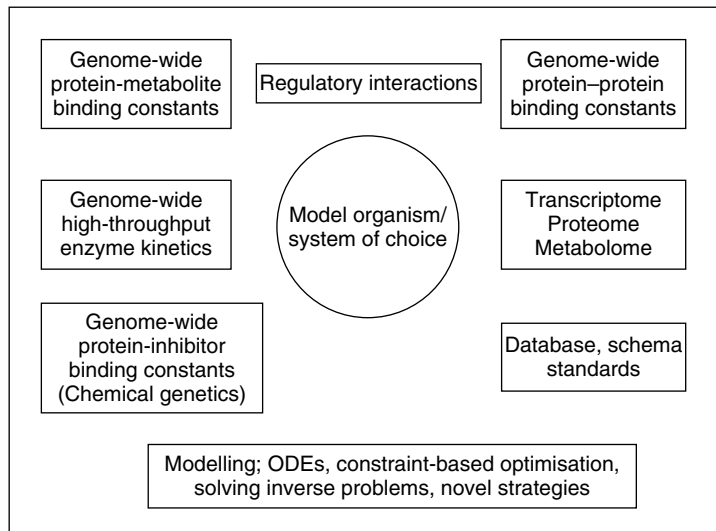 Genome-wide
protein-metabolite
binding constants
Regulatory interactions
Genome-wide
protein–protein
binding constants
Genome-wide
high-throughput
enzyme kinetics
Model organism/
system of choice
Transcriptome
Proteome
Metabolome
Genome-wide
protein-inhibitor
binding constants
(Chemical genetics)
Database, schema
standards
Modelling; ODEs, constraint-based optimisation,
solving inverse problems, novel strategies